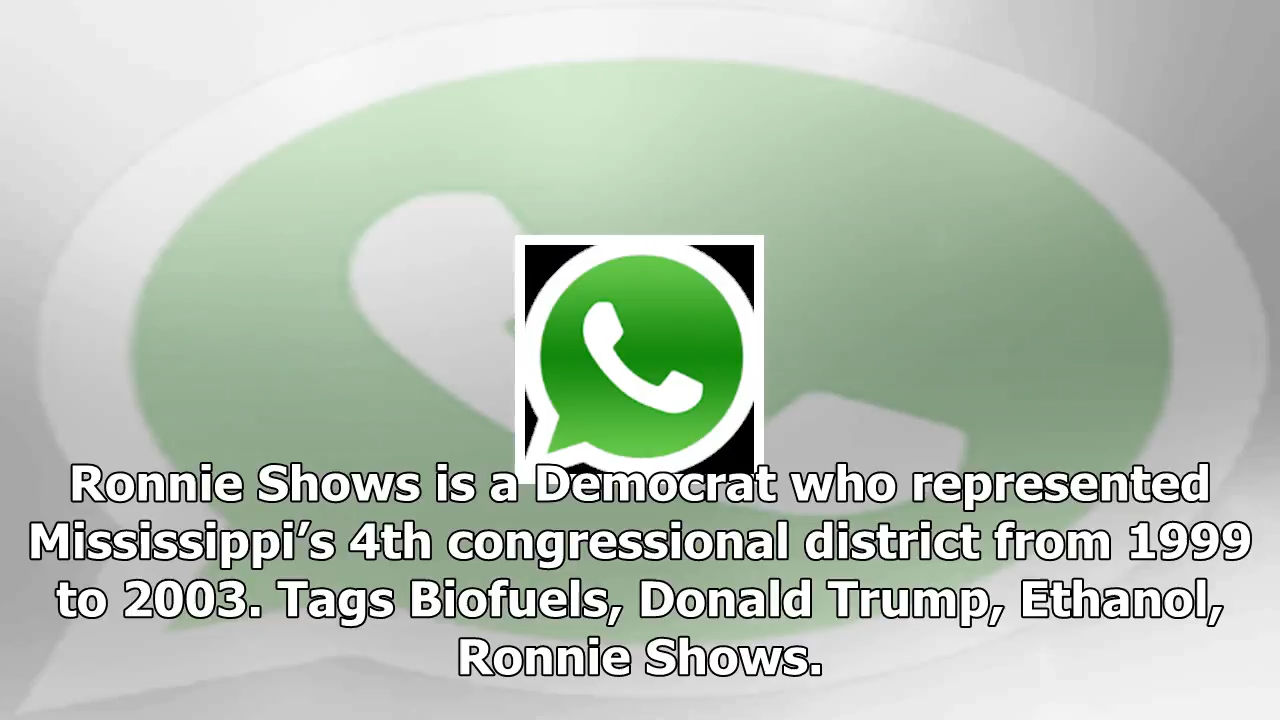 Ronnie Shows is a Democrat who represented
Mississippi’s 4th congressional district from 1999
to 2003. Tags Biofuels, Donald Trump, Ethanol,
Ronnie Shows.